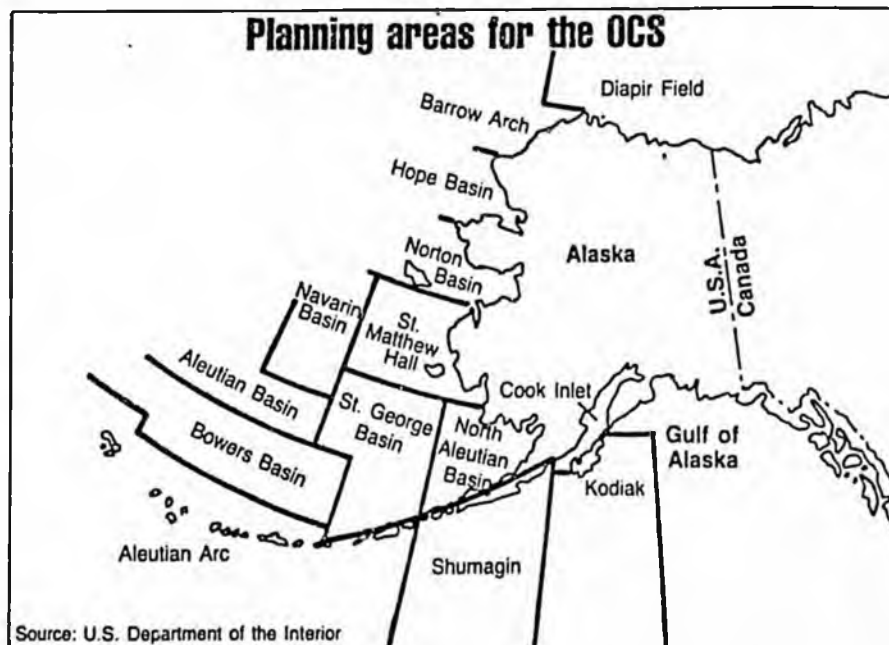 Planning areas for the OCS
Diapir Field
Barrow Arch
Hope Basin
Norton
Basin
Alaska
U.S.A.
Canada
Navarin
Basin
St.
Matthew
Hall
Aleutian Basin
Bowers Basin
St. George
Basin
North
Aleutian
Basin
Cook Inlet
Gulf of
Alaska
Kodiak
Aleutian Arc
Shumagin
Source: U.S. Department of the Interior